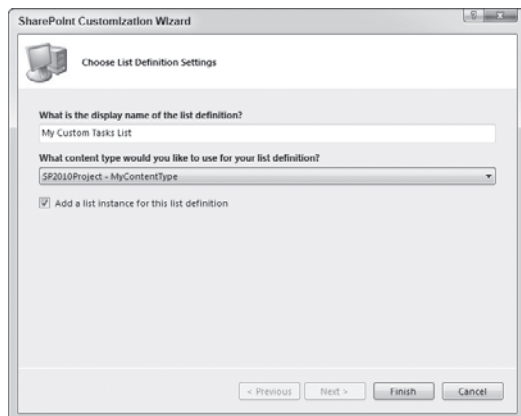 SharePoint Customization Wizard
Choose List Definition Settings
What is the display name of the list definition?
My Custom Tasks List
What content type would you like to use for your list definition?
SP2010Project - MyContentType
Add a list instance for this list definition
< Previous
Next >
Finish
Cancel